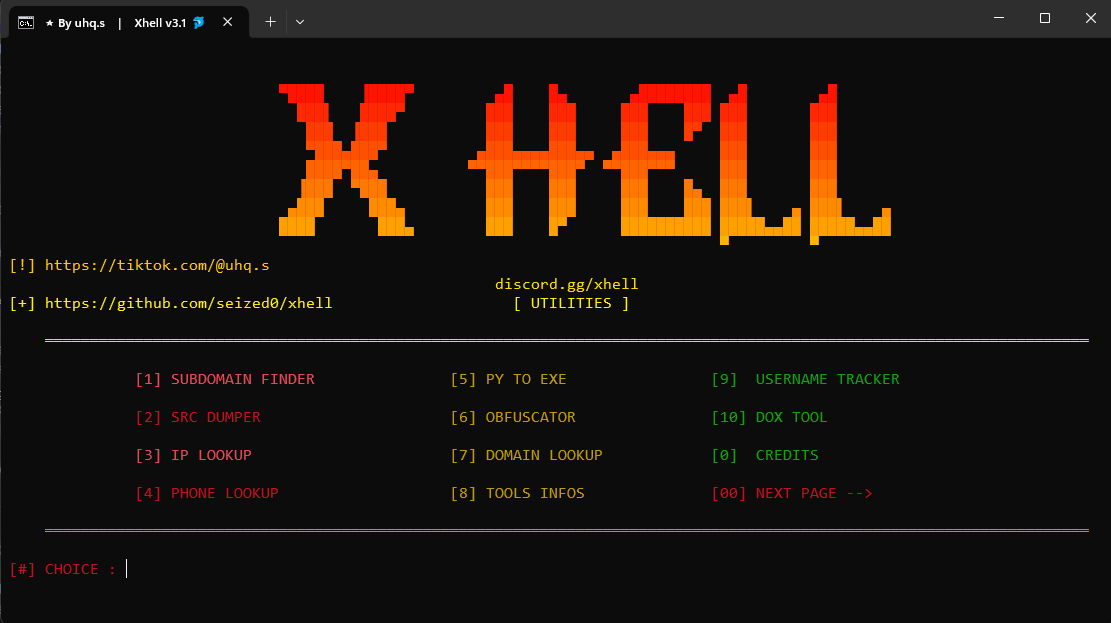 ★ By uhq.s | Xhell v3.1
X HELL
[!] https://tiktok.com/@uhq.s
discord.gg/xhell
[+] https://github.com/seized0/xhell
[ UTILITIES ]
[1] SUBDOMAIN FINDER [5] PY TO EXE [9] USERNAME TRACKER
[2] SRC DUMPER [6] OBFUSCATOR [10] DOX TOOL
[3] IP LOOKUP [7] DOMAIN LOOKUP [0] CREDITS
[4] PHONE LOOKUP [8] TOOLS INFOS [00] NEXT PAGE -->
[#] CHOICE :